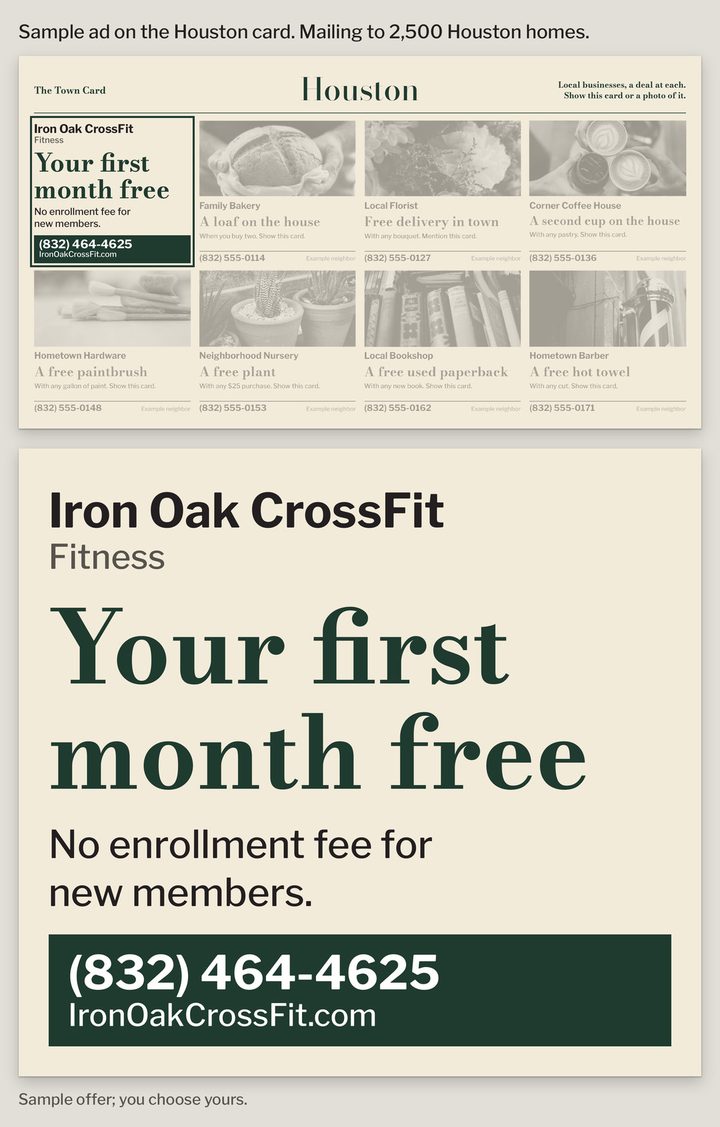 Sample ad on the Houston card. Mailing to 2,500 Houston homes.
The Town Card
Houston
Local businesses, a deal at each.
Show this card or a photo of it.
Iron Oak CrossFit
Fitness
Your first
month free
No enrollment fee for
new members.
(832) 464-4625
IronOakCrossFit.com
Family Bakery
A loaf on the house
When you buy two. Show this card.
(832) 555-0114
Example neighbor
Local Florist
Free delivery in town
With any bouquet. Mention this card.
(832) 555-0127
Example neighbor
Corner Coffee House
A second cup on the house
With any pastry. Show this card.
(832) 555-0136
Example neighbor
Hometown Hardware
A free paintbrush
With any gallon of paint. Show this card.
(832) 555-0148
Example neighbor
Neighborhood Nursery
A free plant
With any $25 purchase. Show this card.
(832) 555-0153
Example neighbor
Local Bookshop
A free used paperback
With any new book. Show this card.
(832) 555-0162
Example neighbor
Hometown Barber
A free hot towel
With any cut. Show this card.
(832) 555-0171
Example neighbor
Iron Oak CrossFit
Fitness
Your first
month free
No enrollment fee for
new members.
(832) 464-4625
IronOakCrossFit.com
Sample offer; you choose yours.